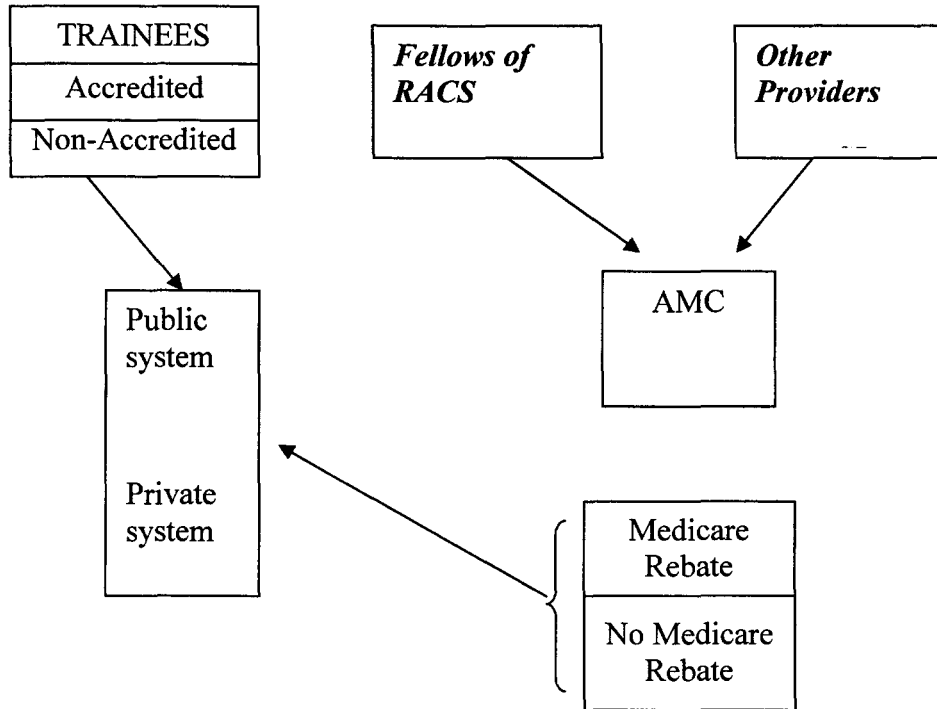 TRAINEES
Accredited
Non-Accredited
Fellows of
RACS
Other
Providers
Public
system
Private
system
AMC
Medicare
Rebate
No Medicare
Rebate